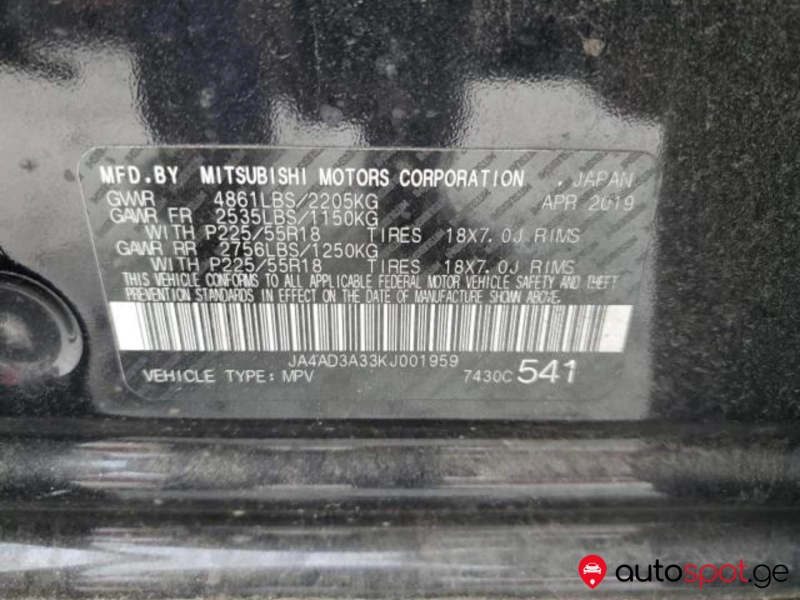 MFD.BY MITSUBISHI MOTORS CORPORATION , JAPAN
GVWR 4861LBS/2205KG APR 2019
GAWR FR 2535LBS/1150KG
WITH P225/55R18 TIRES 18X7.0J RIMS
GAWR RR 2756LBS/1250KG
WITH P225/55R18 TIRES 18X7.0J RIMS
THIS VEHICLE CONFORMS TO ALL APPLICABLE FEDERAL MOTOR VEHICLE SAFETY AND THEFT
PREVENTION STANDARDS IN EFFECT ON THE DATE OF MANUFACTURE SHOWN ABOVE.
JA4AD3A33KJ001959
VEHICLE TYPE: MPV 7430C 541
autospot.ge